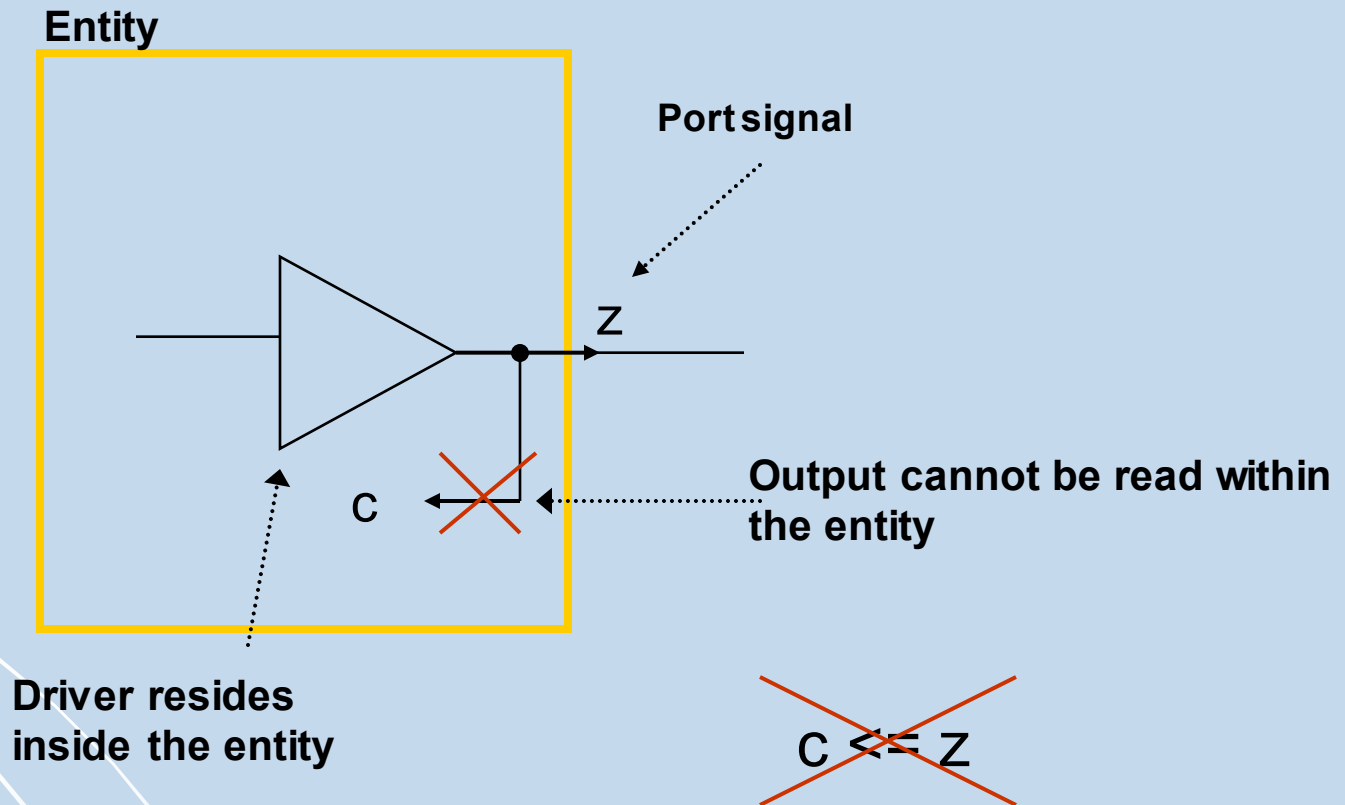 Entity
Port signal
z
Output cannot be read within
the entity
c
Driver resides
inside the entity
c <= z